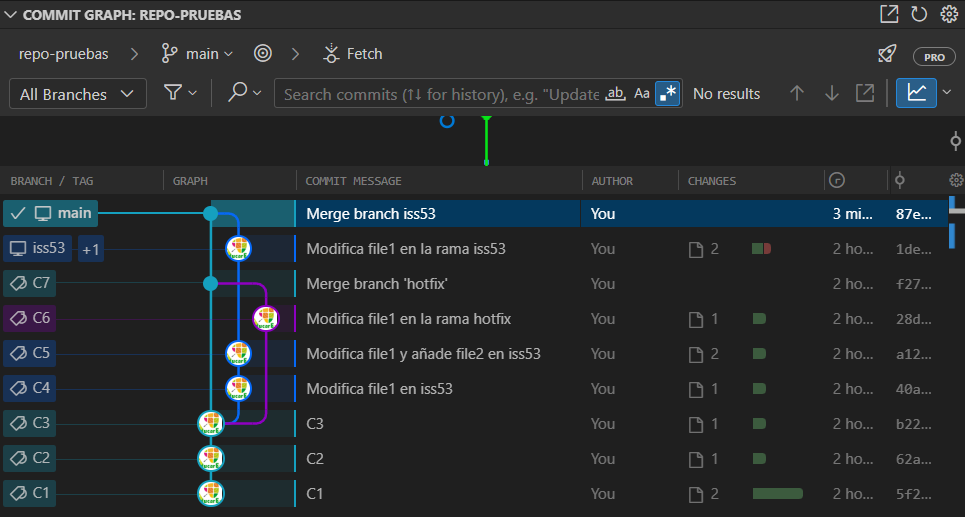 COMMIT GRAPH: REPO-PRUEBAS
repo-pruebas main Fetch PRO
All Branches Search commits (↑↓ for history), e.g. "Update ab, Aa .* No results
BRANCH / TAG GRAPH COMMIT MESSAGE AUTHOR CHANGES
main Merge branch iss53 You 3 mi... 87e...
iss53 +1 Modifica file1 en la rama iss53 You 2 2 ho... 1de...
C7 Merge branch 'hotfix' You 2 ho... f27...
C6 Modifica file1 en la rama hotfix You 1 2 ho... 28d...
C5 Modifica file1 y añade file2 en iss53 You 2 2 ho... a12...
C4 Modifica file1 en iss53 You 1 2 ho... 40a...
C3 C3 You 1 2 ho... b22...
C2 C2 You 1 2 ho... 62a...
C1 C1 You 2 2 ho... 5f2...